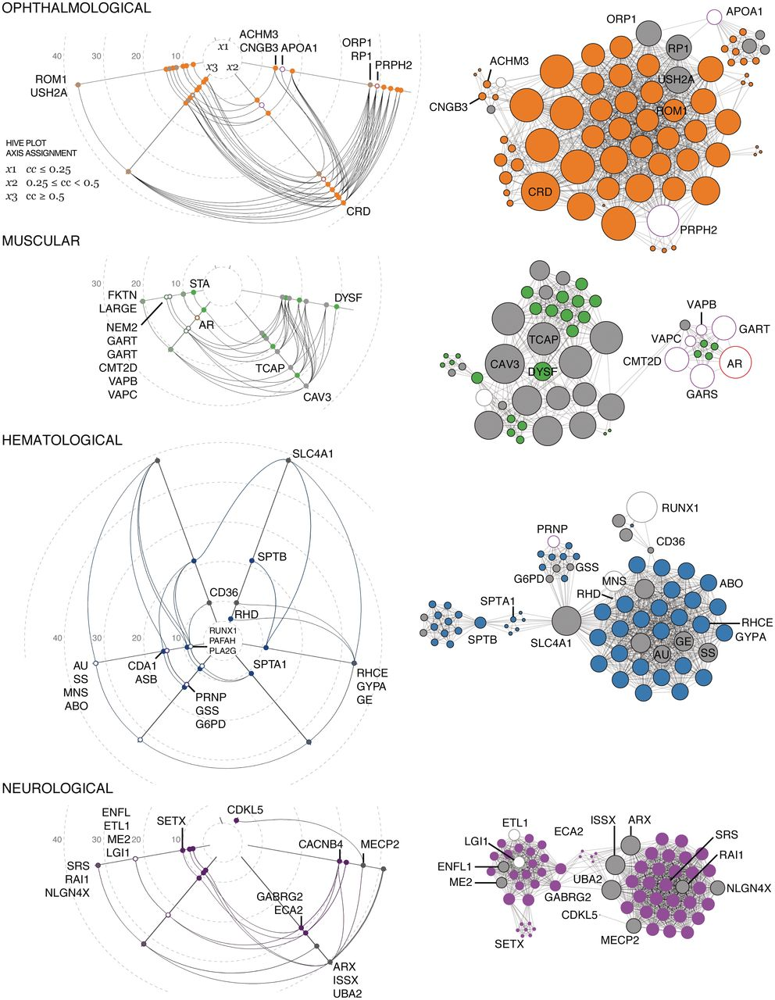 OPHTHALMOLOGICAL
ACHM3
CNGB3
APOA1
x1
x3
x2
40
30
20
10
ORP1
RP1
PRPH2
ROM1
USH2A
CRD
HIVE PLOT
AXIS ASSIGNMENT
x1 cc ≤ 0.25
x2 0.25 ≤ cc < 0.5
x3 cc ≥ 0.5
ORP1
APOA1
RP1
ACHM3
USH2A
CNGB3
ROM1
CRD
PRPH2
MUSCULAR
30
20
10
STA
FKTN
LARGE
NEM2
GART
GART
CMT2D
VAPB
VAPC
AR
DYSF
TCAP
CAV3
TCAP
CAV3
DYSF
VAPB
VAPC
GART
CMT2D
AR
GARS
HEMATOLOGICAL
SLC4A1
SPTB
CD36
RHD
RUNX1
PAFAH
PLA2G
40
30
20
10
AU
SS
MNS
ABO
CDA1
ASB
SPTA1
PRNP
GSS
G6PD
RHCE
GYPA
GE
RUNX1
PRNP
CD36
GSS
G6PD
MNS
ABO
RHD
SPTA1
SPTB
SLC4A1
RHCE
GYPA
GE
AU
SS
NEUROLOGICAL
ENFL
ETL1
ME2
LGI1
SETX
CDKL5
40
30
20
10
CACNB4
MECP2
SRS
RAI1
NLGN4X
GABRG2
ECA2
ARX
ISSX
UBA2
ETL1
ECA2
ISSX
ARX
SRS
LGI1
RAI1
ENFL1
ME2
UBA2
GABRG2
NLGN4X
CDKL5
SETX
MECP2